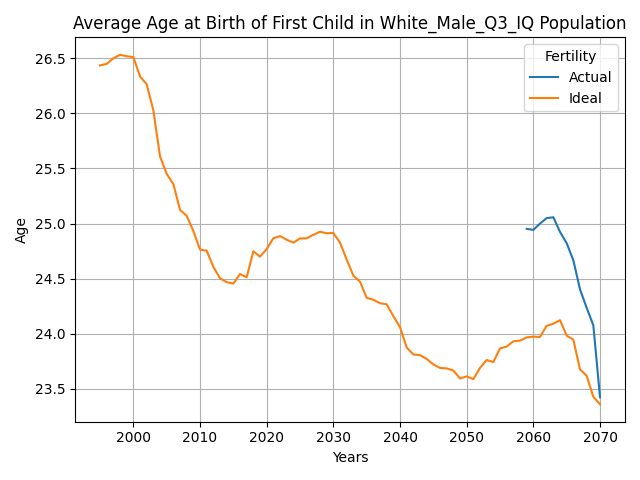 Average Age at Birth of First Child in White_Male_Q3_IQ Population
Fertility
Actual
Ideal
Age
26.5
26.0
25.5
25.0
24.5
24.0
23.5
2000 2010 2020 2030 2040 2050 2060 2070
Years